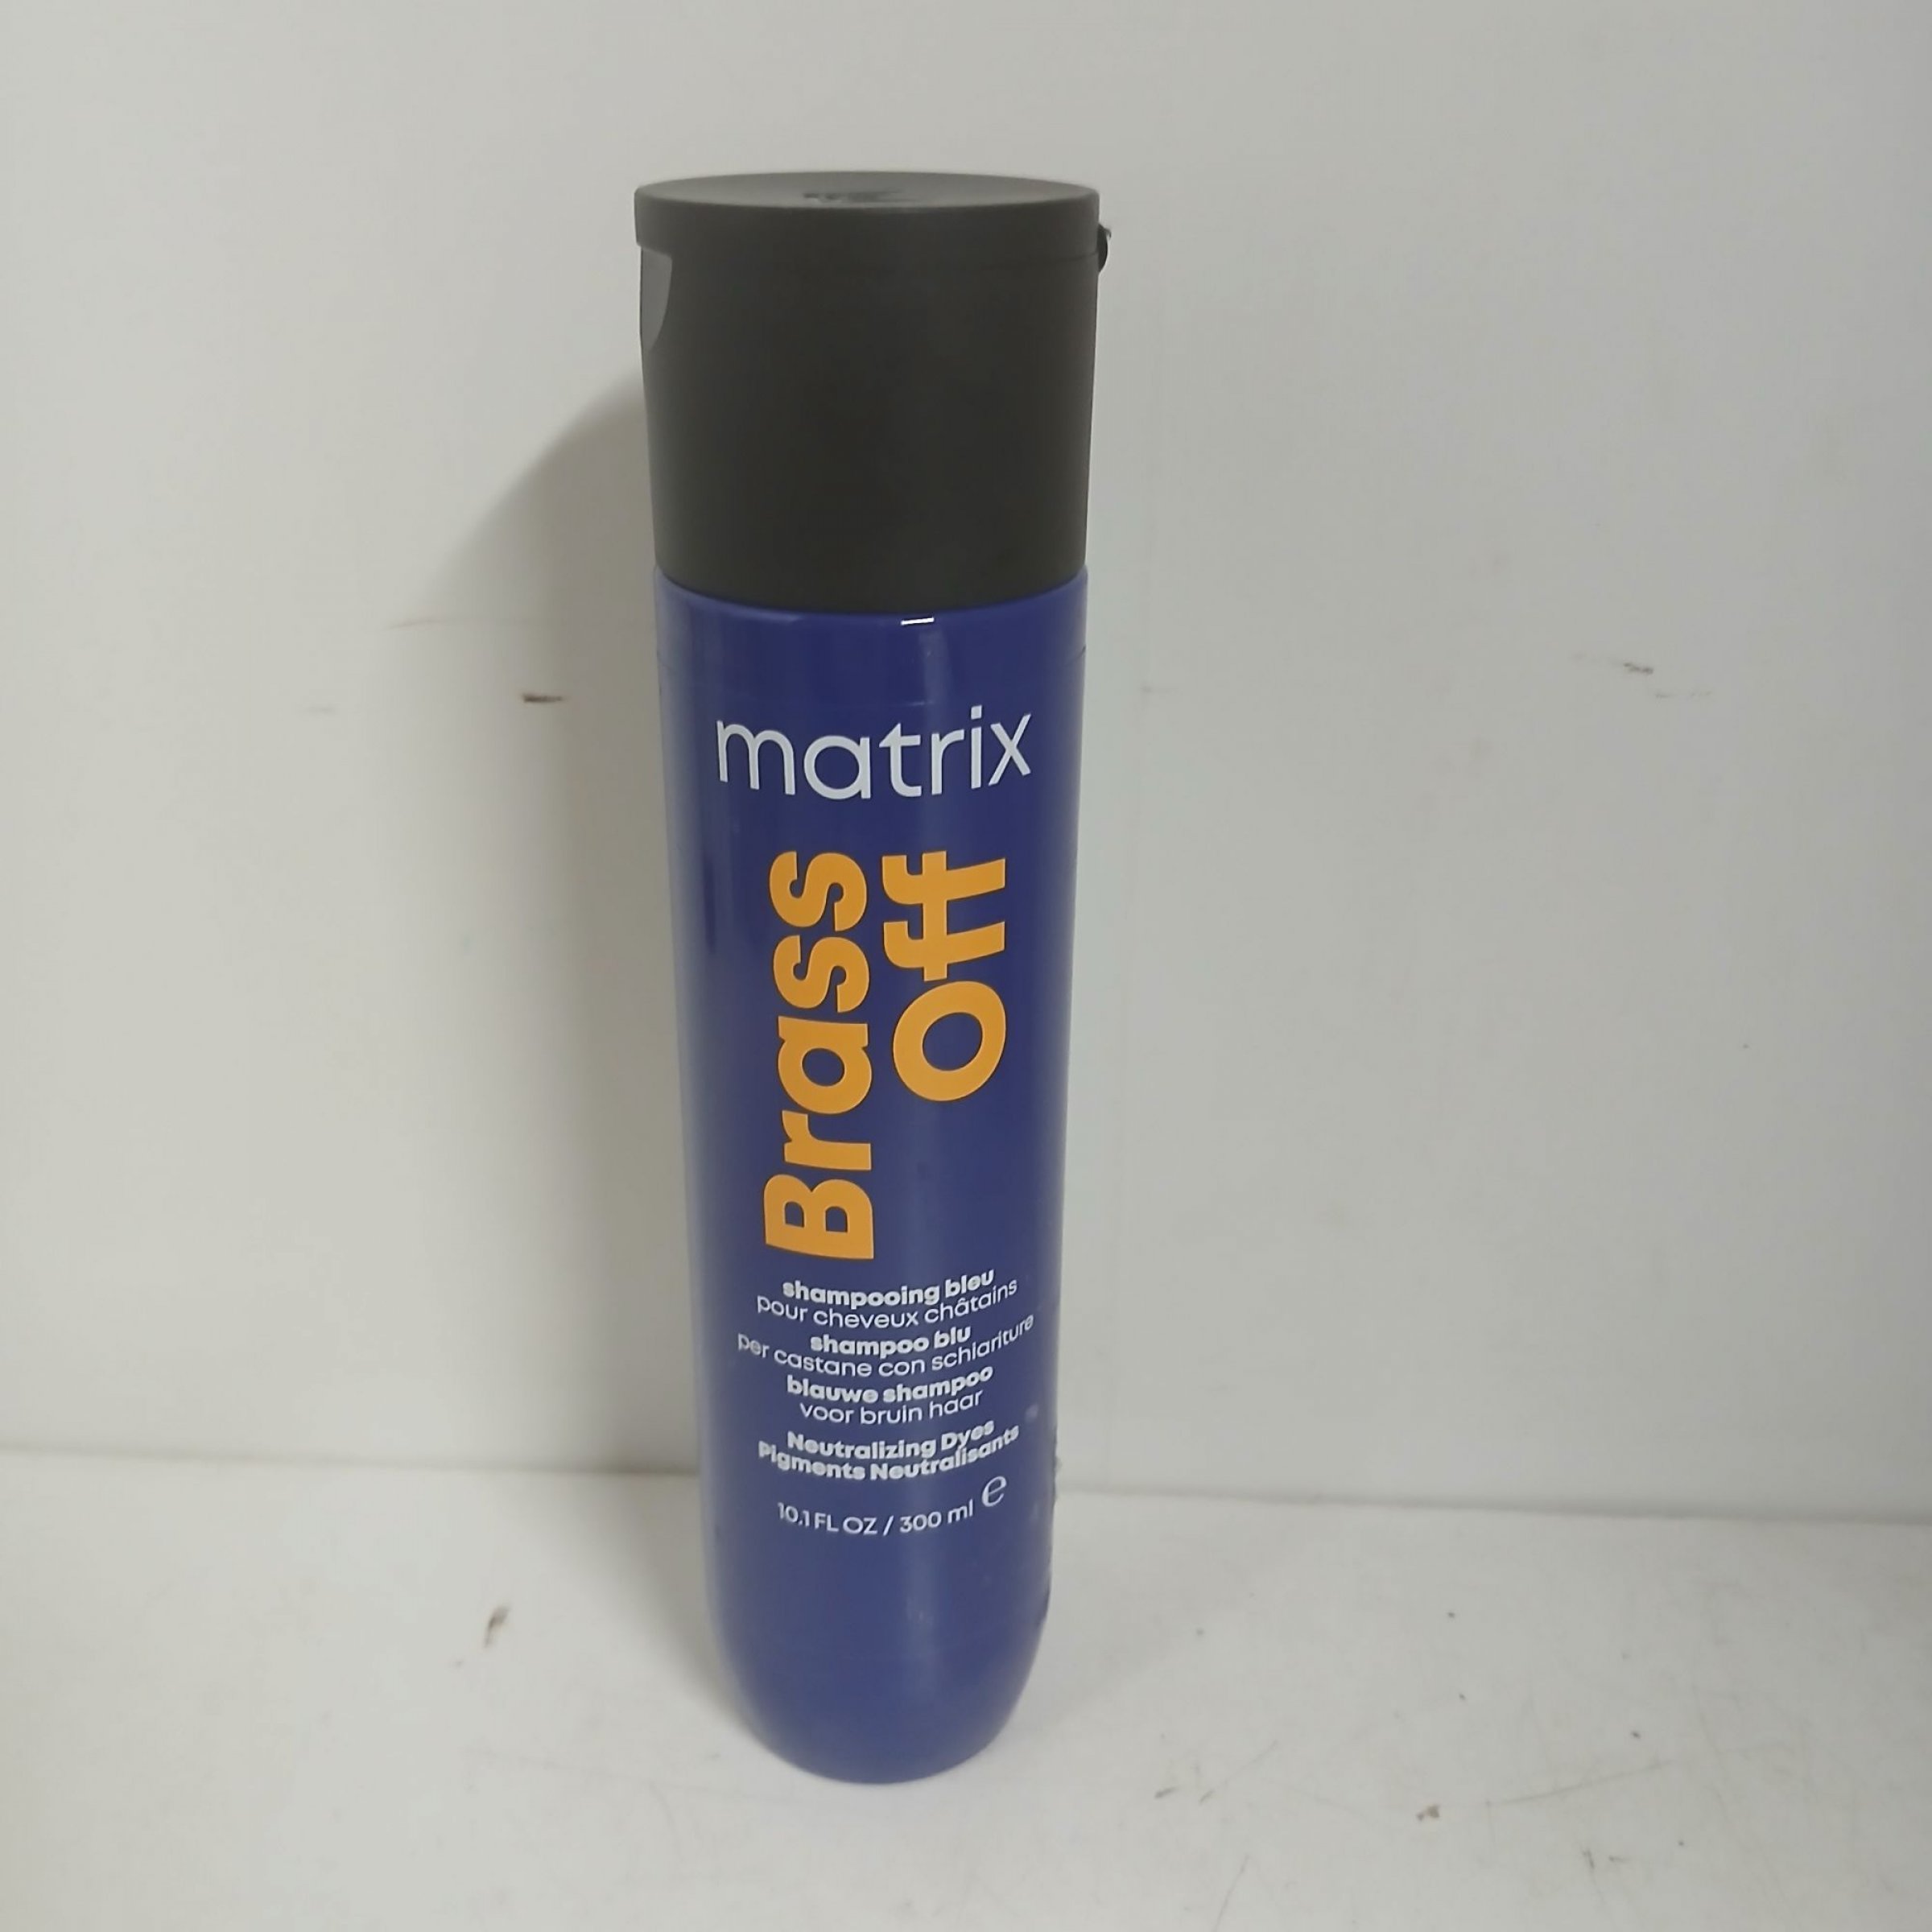 matrix
Brass
Off
shampooing bleu
pour cheveux châtains
shampoo blu
per castane con schiariture
blauwe shampoo
voor bruin haar
Neutralizing Dyes
Pigments Neutralisants
10.1 FL OZ / 300 ml e